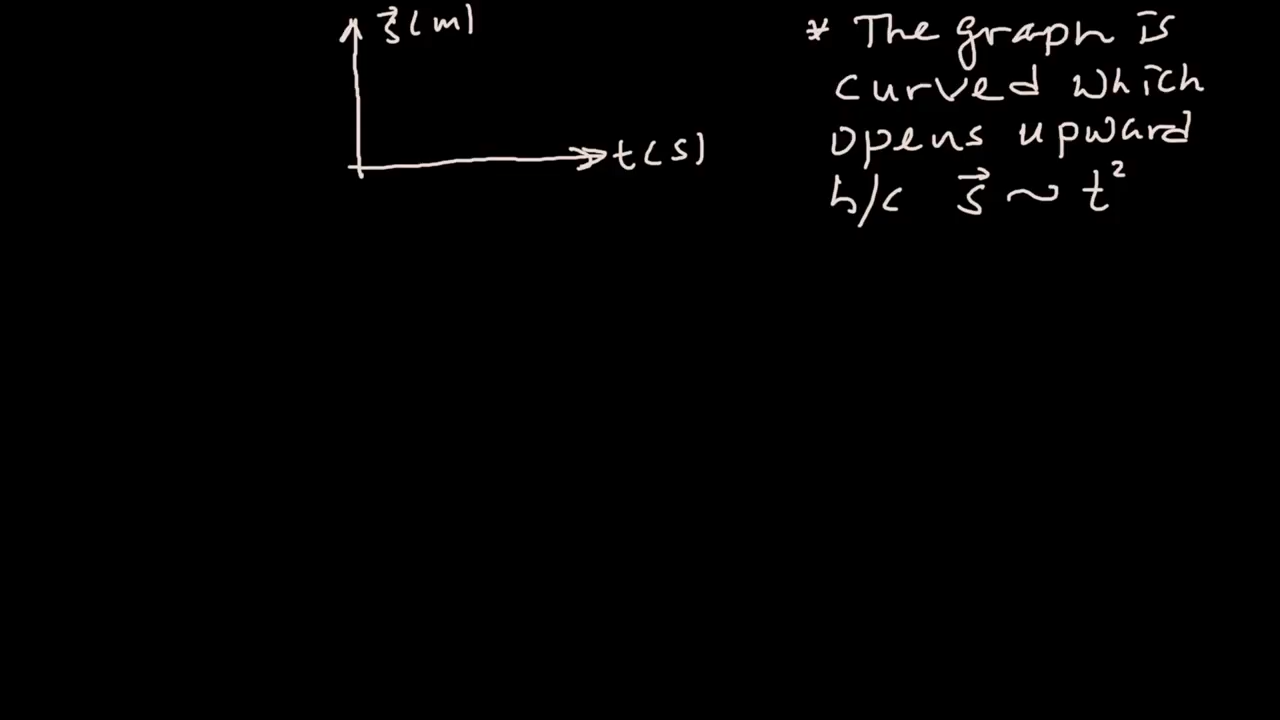 s⃗(m)
t(s)
* The graph is
curved which
opens upward
b/c s⃗ ~ t²